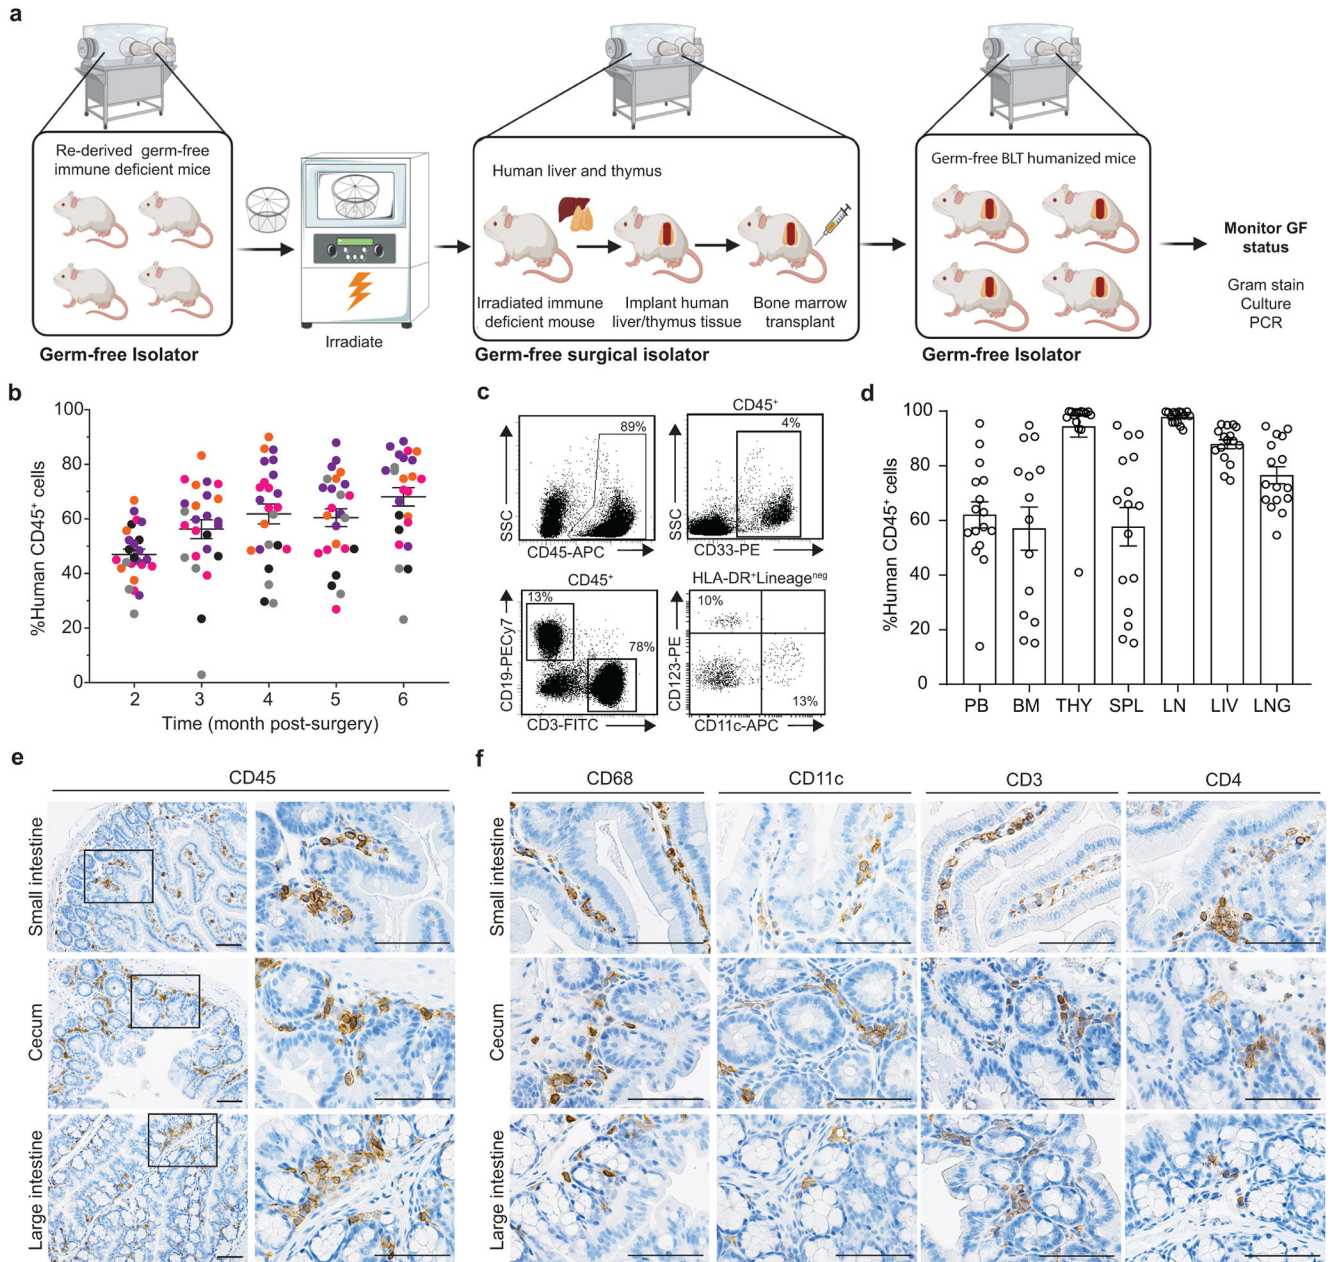 a
Re-derived germ-free
immune deficient mice
Germ-free Isolator
Irradiate
Human liver and thymus
Irradiated immune
deficient mouse
Implant human
liver/thymus tissue
Bone marrow
transplant
Germ-free surgical isolator
Germ-free BLT humanized mice
Germ-free Isolator
Monitor GF
status
Gram stain
Culture
PCR
b
%Human CD45+ cells
100
80
60
40
20
0
2 3 4 5 6
Time (month post-surgery)
c
89%
SSC
CD45-APC
CD45+
4%
SSC
CD33-PE
CD45+
13%
78%
CD19-PECy7
CD3-FITC
HLA-DR+Lineageneg
10%
13%
CD123-PE
CD11c-APC
d
%Human CD45+ cells
100
80
60
40
20
0
PB BM THY SPL LN LIV LNG
e
CD45
Small intestine
Cecum
Large intestine
f
CD68 CD11c CD3 CD4
Small intestine
Cecum
Large intestine